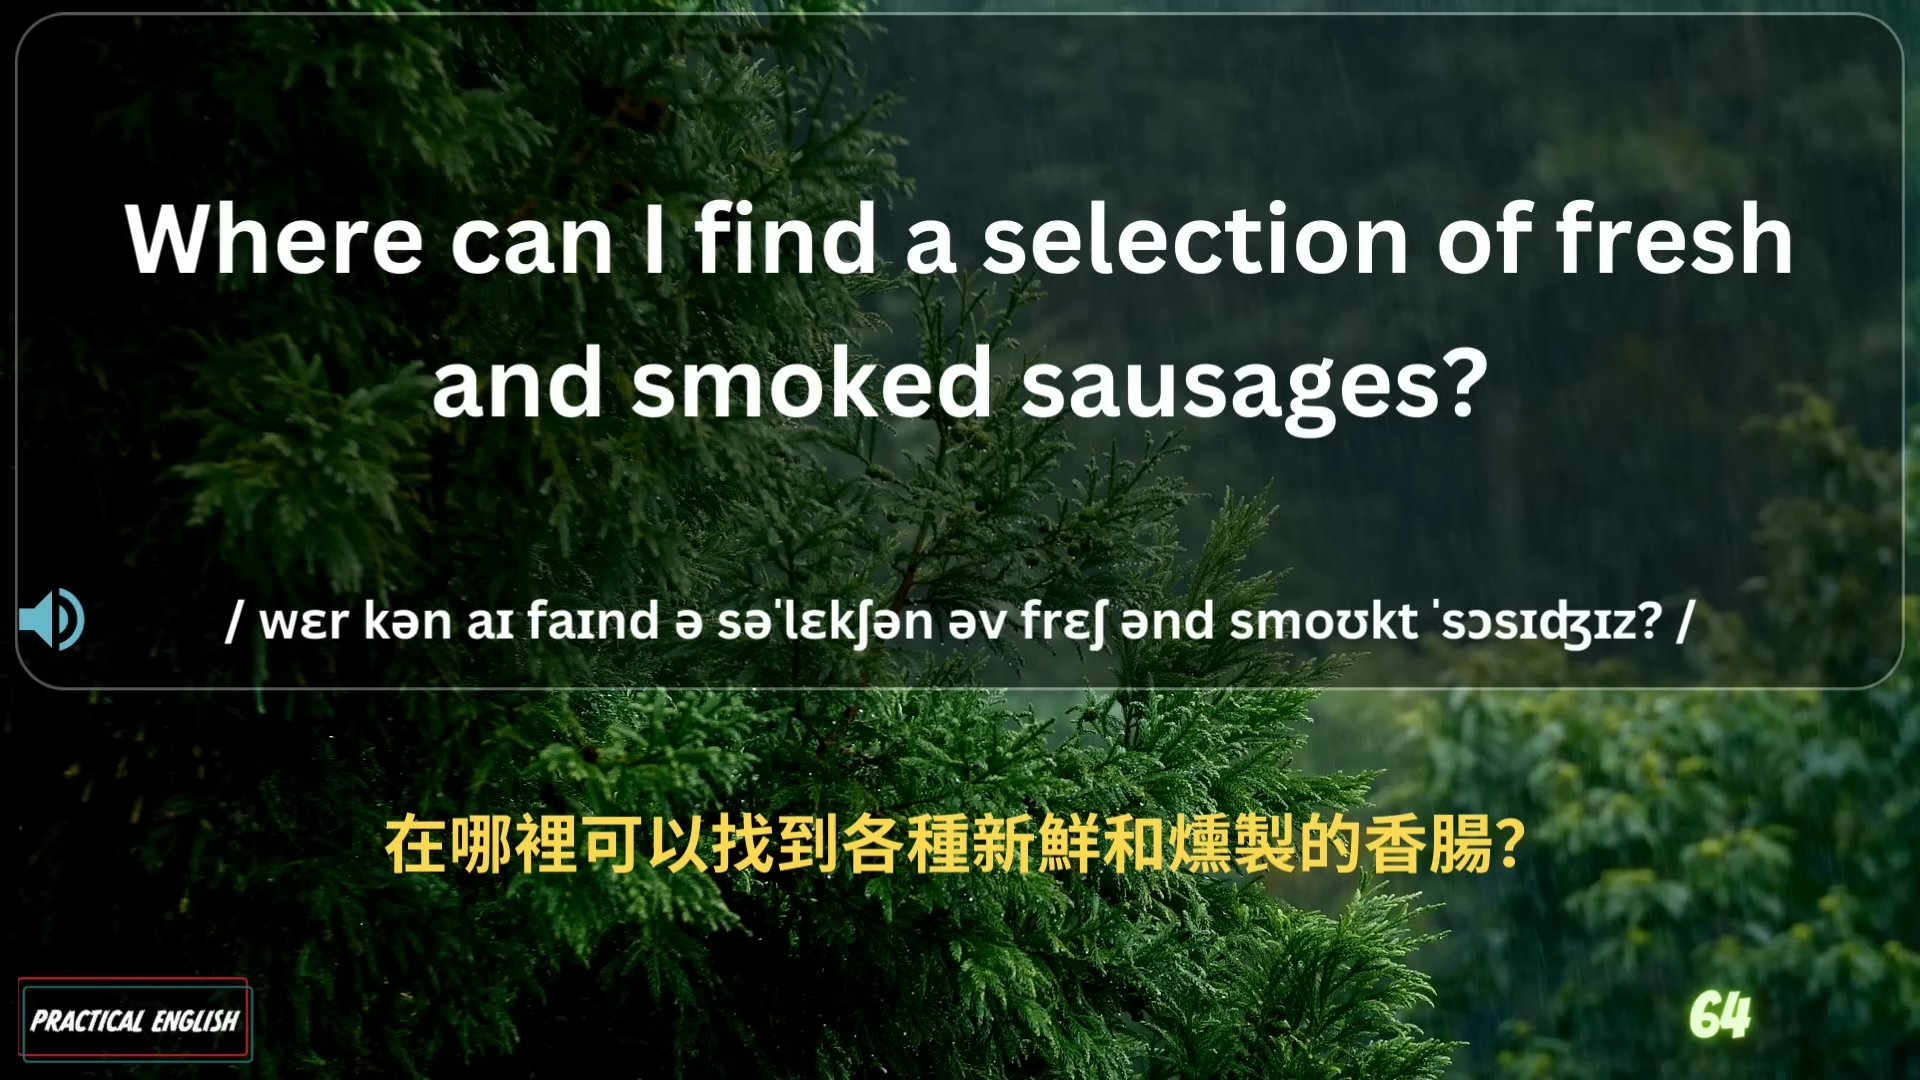 Where can I find a selection of fresh
and smoked sausages?
/ wɛr kən aɪ faɪnd ə səˈlɛkʃən əv frɛʃ ənd smoʊkt ˈsɔsɪʤɪz? /
在哪裡可以找到各種新鮮和燻製的香腸?
PRACTICAL ENGLISH
64